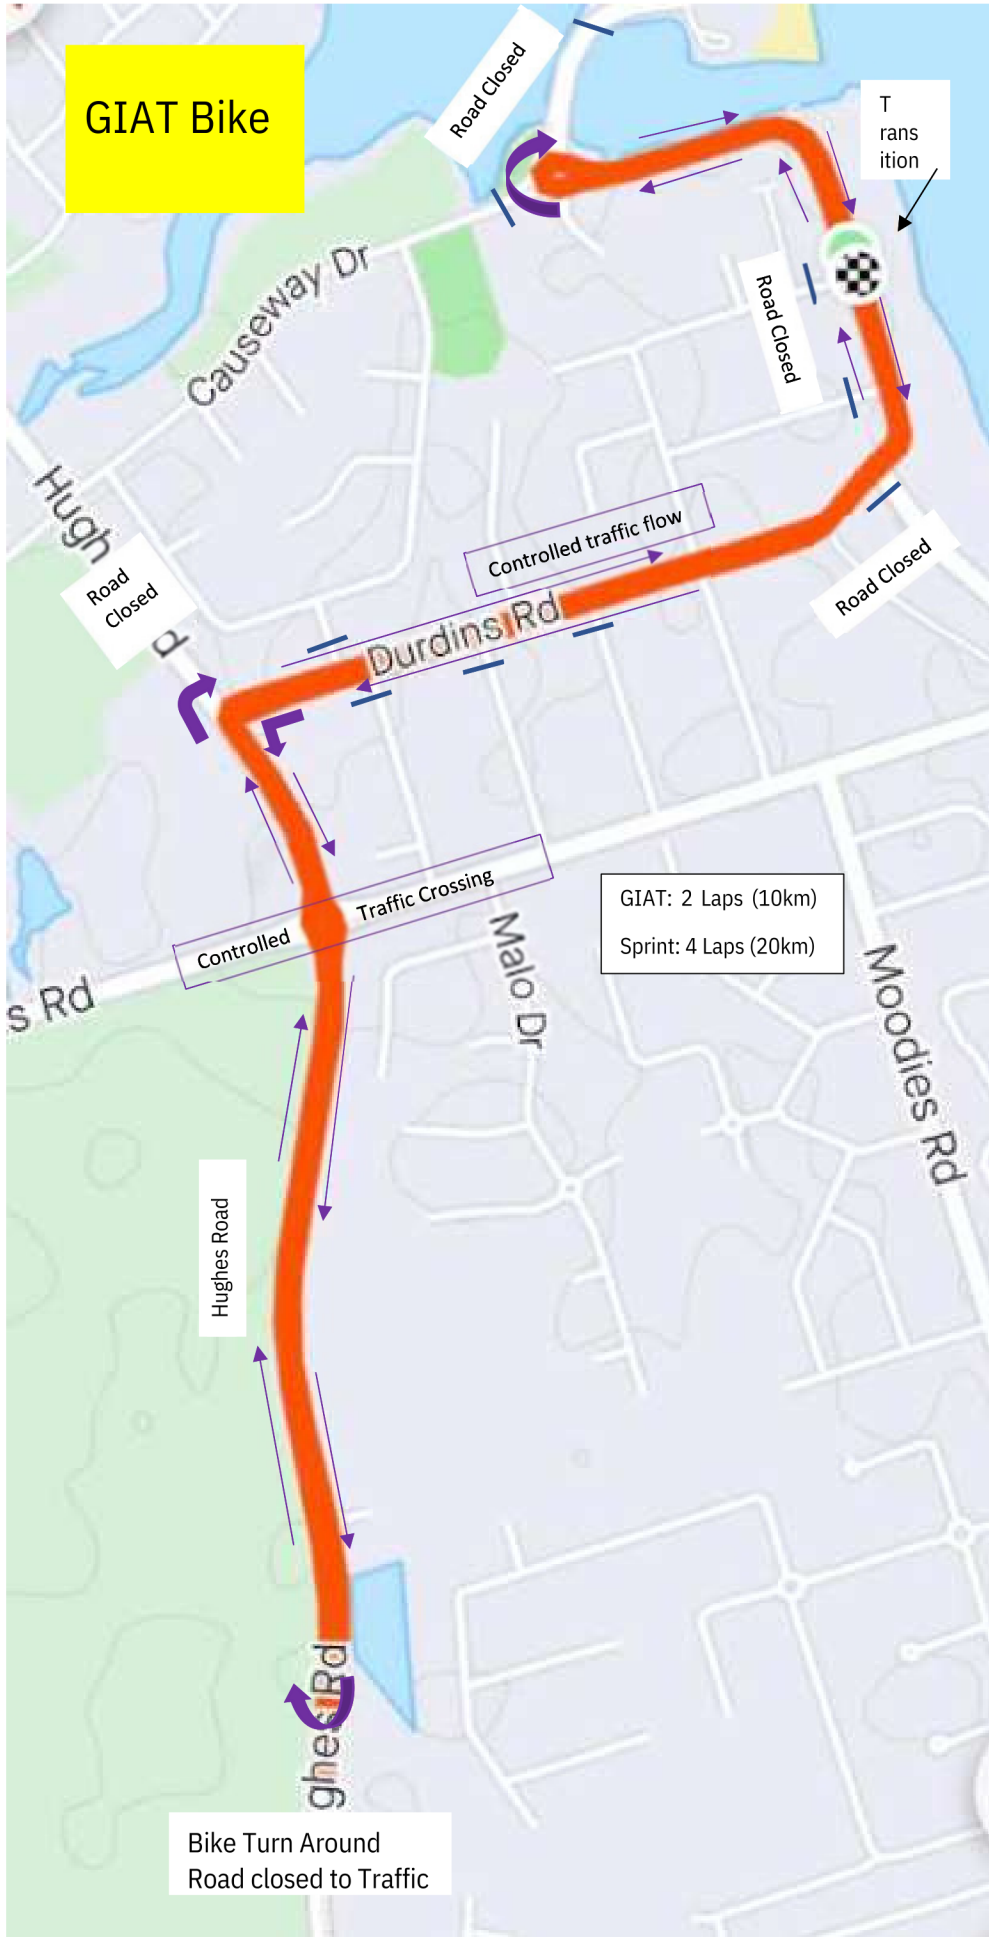 GIAT Bike
Road Closed
T
rans
ition
Causeway Dr
Road Closed
Hugh
d
Road
Closed
Controlled traffic flow
Durdins Rd
Road Closed
Controlled Traffic Crossing
GIAT: 2 Laps (10km)
Sprint: 4 Laps (20km)
s Rd
Malo Dr
Moodies Rd
Hughes Road
ghes Rd
Bike Turn Around
Road closed to Traffic